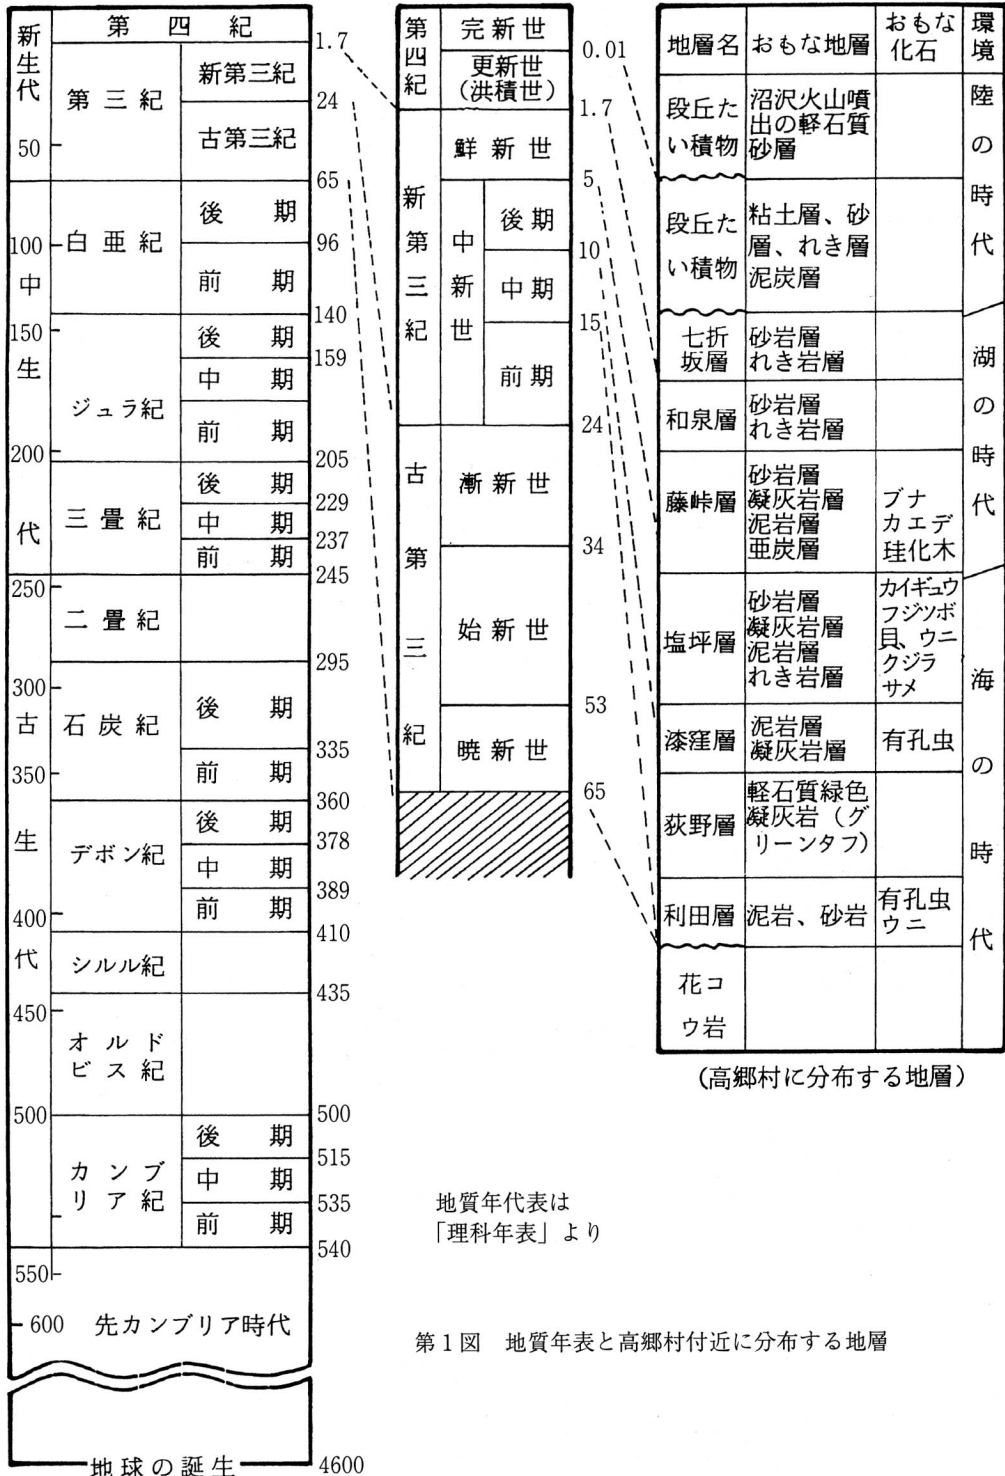 新生代
第四紀
1.7
第三紀
新第三紀
24
古第三紀
50
65
中生代
白亜紀
後期
96
100
前期
140
150
ジュラ紀
後期
159
中期
前期
200
205
三畳紀
後期
229
中期
237
前期
245
250
古生代
二畳紀
295
300
石炭紀
後期
335
前期
350
360
デボン紀
後期
378
中期
389
前期
400
410
シルル紀
435
450
オルド
ビス紀
500
500
カンブ
リア紀
後期
515
中期
535
前期
540
550
600 先カンブリア時代
地球の誕生
4600
第四紀
完新世
0.01
更新世
(洪積世)
1.7
新第三紀
鮮新世
5
中新世
後期
10
中期
15
前期
24
古第三紀
漸新世
34
始新世
53
暁新世
65
地層名
おもな地層
おもな
化石
環境
段丘た
い積物
沼沢火山噴
出の軽石質
砂層
陸の時代
段丘た
い積物
粘土層、砂
層、れき層
泥炭層
七折
坂層
砂岩層
れき岩層
湖の時代
和泉層
砂岩層
れき岩層
藤峠層
砂岩層
凝灰岩層
泥岩層
亜炭層
ブナ
カエデ
珪化木
塩坪層
砂岩層
凝灰岩層
泥岩層
れき岩層
カイギュウ
フジツボ
貝、ウニ
クジラ
サメ
海の時代
漆窪層
泥岩層
凝灰岩層
有孔虫
荻野層
軽石質緑色
凝灰岩(グ
リーンタフ)
利田層
泥岩、砂岩
有孔虫
ウニ
花コ
ウ岩
(高郷村に分布する地層)
地質年代表は
「理科年表」より
第1図 地質年表と高郷村付近に分布する地層